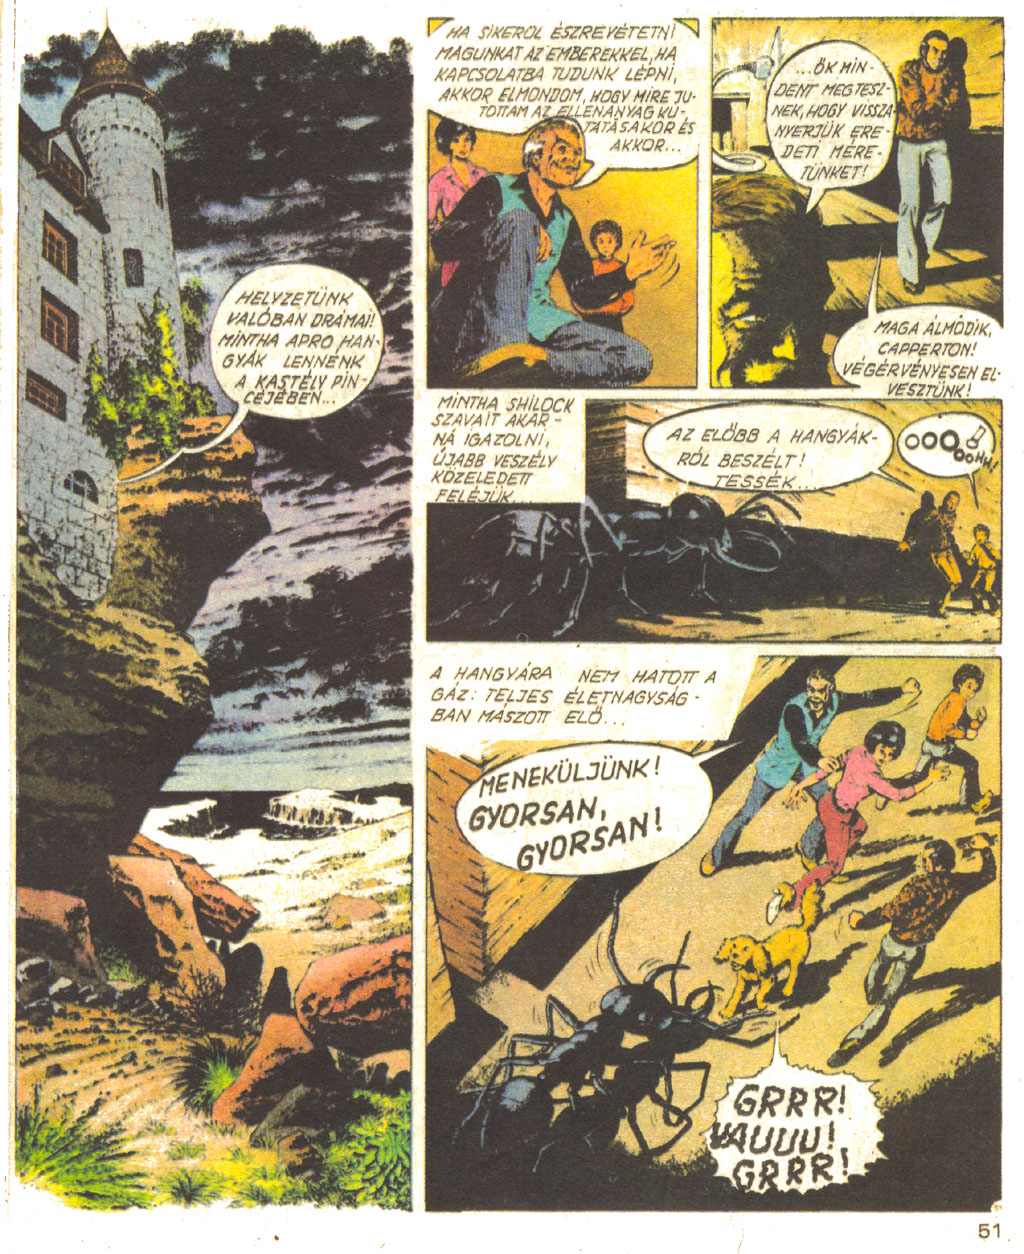 HELYZETÜNK
VALÓBAN DRÁMAI!
MINTHA APRÓ HAN-
GYÁK LENNÉNK
A KASTÉLY PIN-
CÉJÉBEN...
HA SIKERÜL ÉSZREVÉTETNI
MAGUNKAT AZ EMBEREKKEL, HA
KAPCSOLATBA TUDUNK LÉPNI,
AKKOR ELMONDOM, HOGY MIRE JU-
TOTTAM AZ ELLENANYAG KU-
TATÁSAKOR ÉS
AKKOR...
...ŐK MIN-
DENT MEGTESZ-
NEK, HOGY VISSZA-
NYERJÜK ERE-
DETI MÉRE-
TÜNKET!
MAGA ÁLMODIK,
CAPPERTON!
VÉGÉRVÉNYESEN EL-
VESZTÜNK!
MINTHA SHILOCK
SZAVAIT AKAR-
NÁ IGAZOLNI,
ÚJABB VESZÉLY
KÖZELEDETT
FELÉJÜK...
AZ ELŐBB A HANGYÁK-
RÓL BESZÉLT!
TESSÉK...
OOOOOOHH!
A HANGYÁRA NEM HATOTT A
GÁZ: TELJES ÉLETNAGYSÁG-
BAN MÁSZOTT ELŐ...
MENEKÜLJÜNK!
GYORSAN,
GYORSAN!
GRRR!
VAUUU!
GRRR!
51